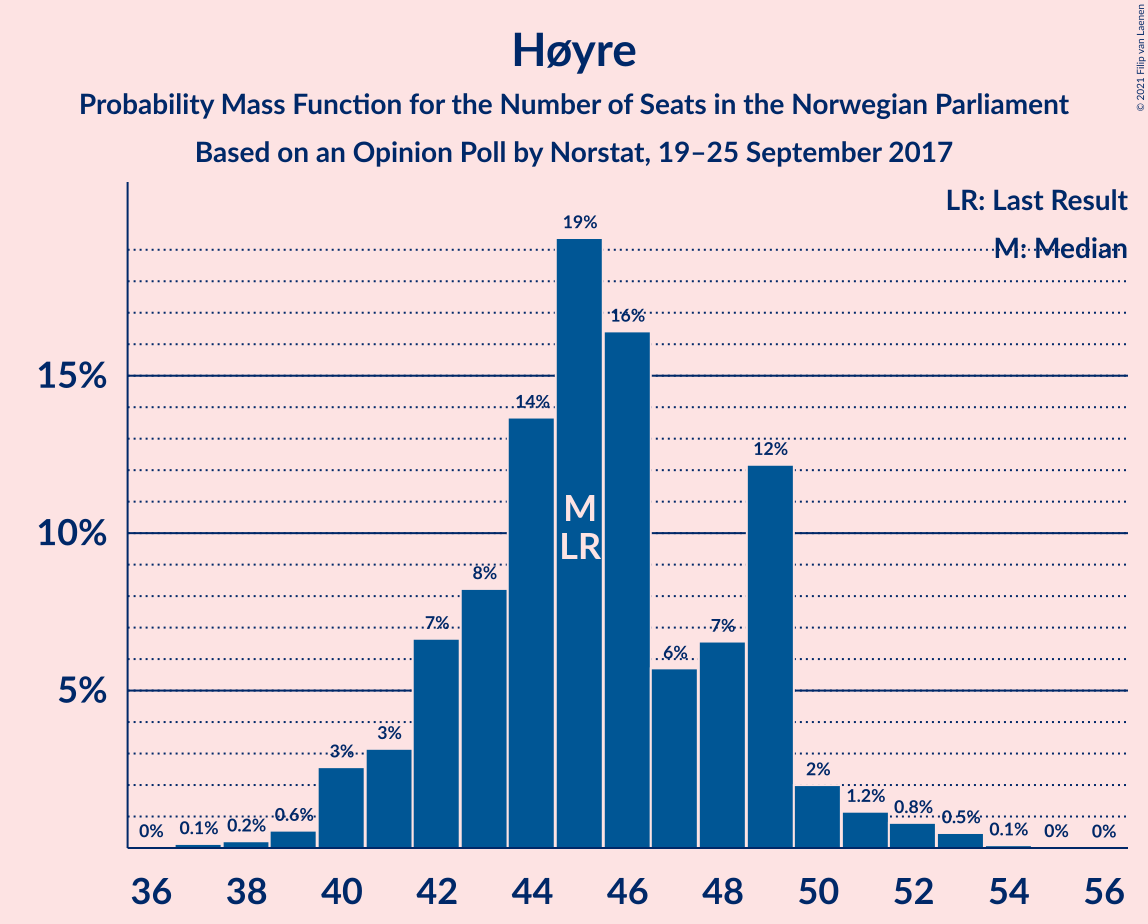 Høyre
Probability Mass Function for the Number of Seats in the Norwegian Parliament
Based on an Opinion Poll by Norstat, 19–25 September 2017
© 2021 Filip van Laenen
LR: Last Result
M: Median
15%
10%
5%
0%
0.1%
0.2%
0.6%
3%
3%
7%
8%
14%
19%
16%
6%
7%
12%
2%
1.2%
0.8%
0.5%
0.1%
0%
0%
M
LR
36 38 40 42 44 46 48 50 52 54 56